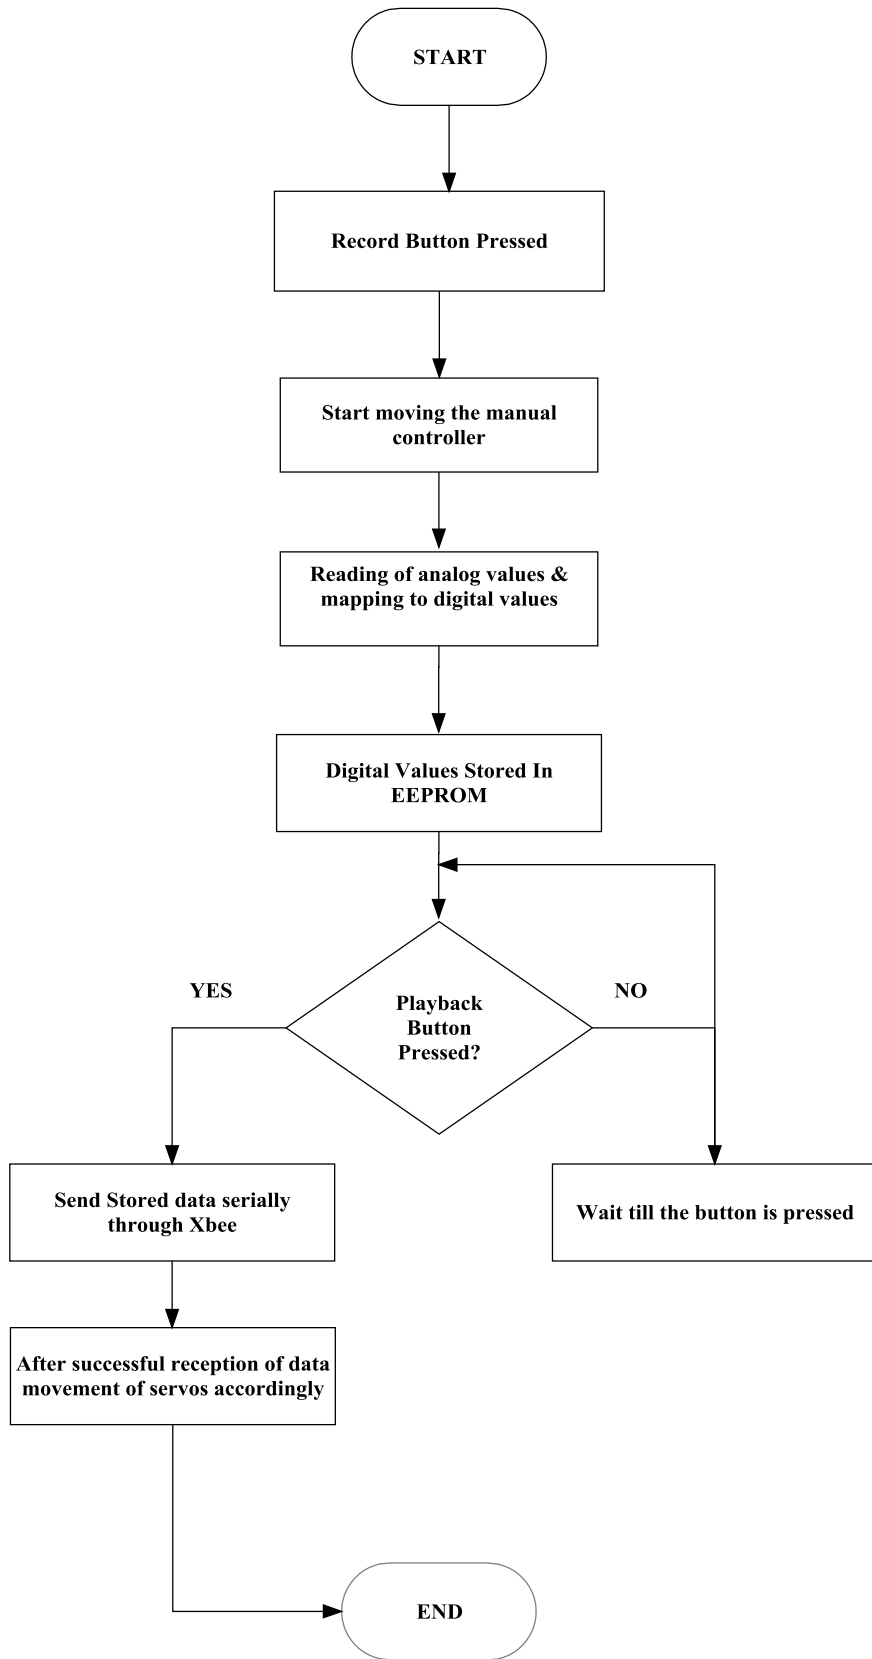 START
Record Button Pressed
Start moving the manual
controller
Reading of analog values &
mapping to digital values
Digital Values Stored In
EEPROM
YES
Playback
Button
Pressed?
NO
Send Stored data serially
through Xbee
Wait till the button is pressed
After successful reception of data
movement of servos accordingly
END